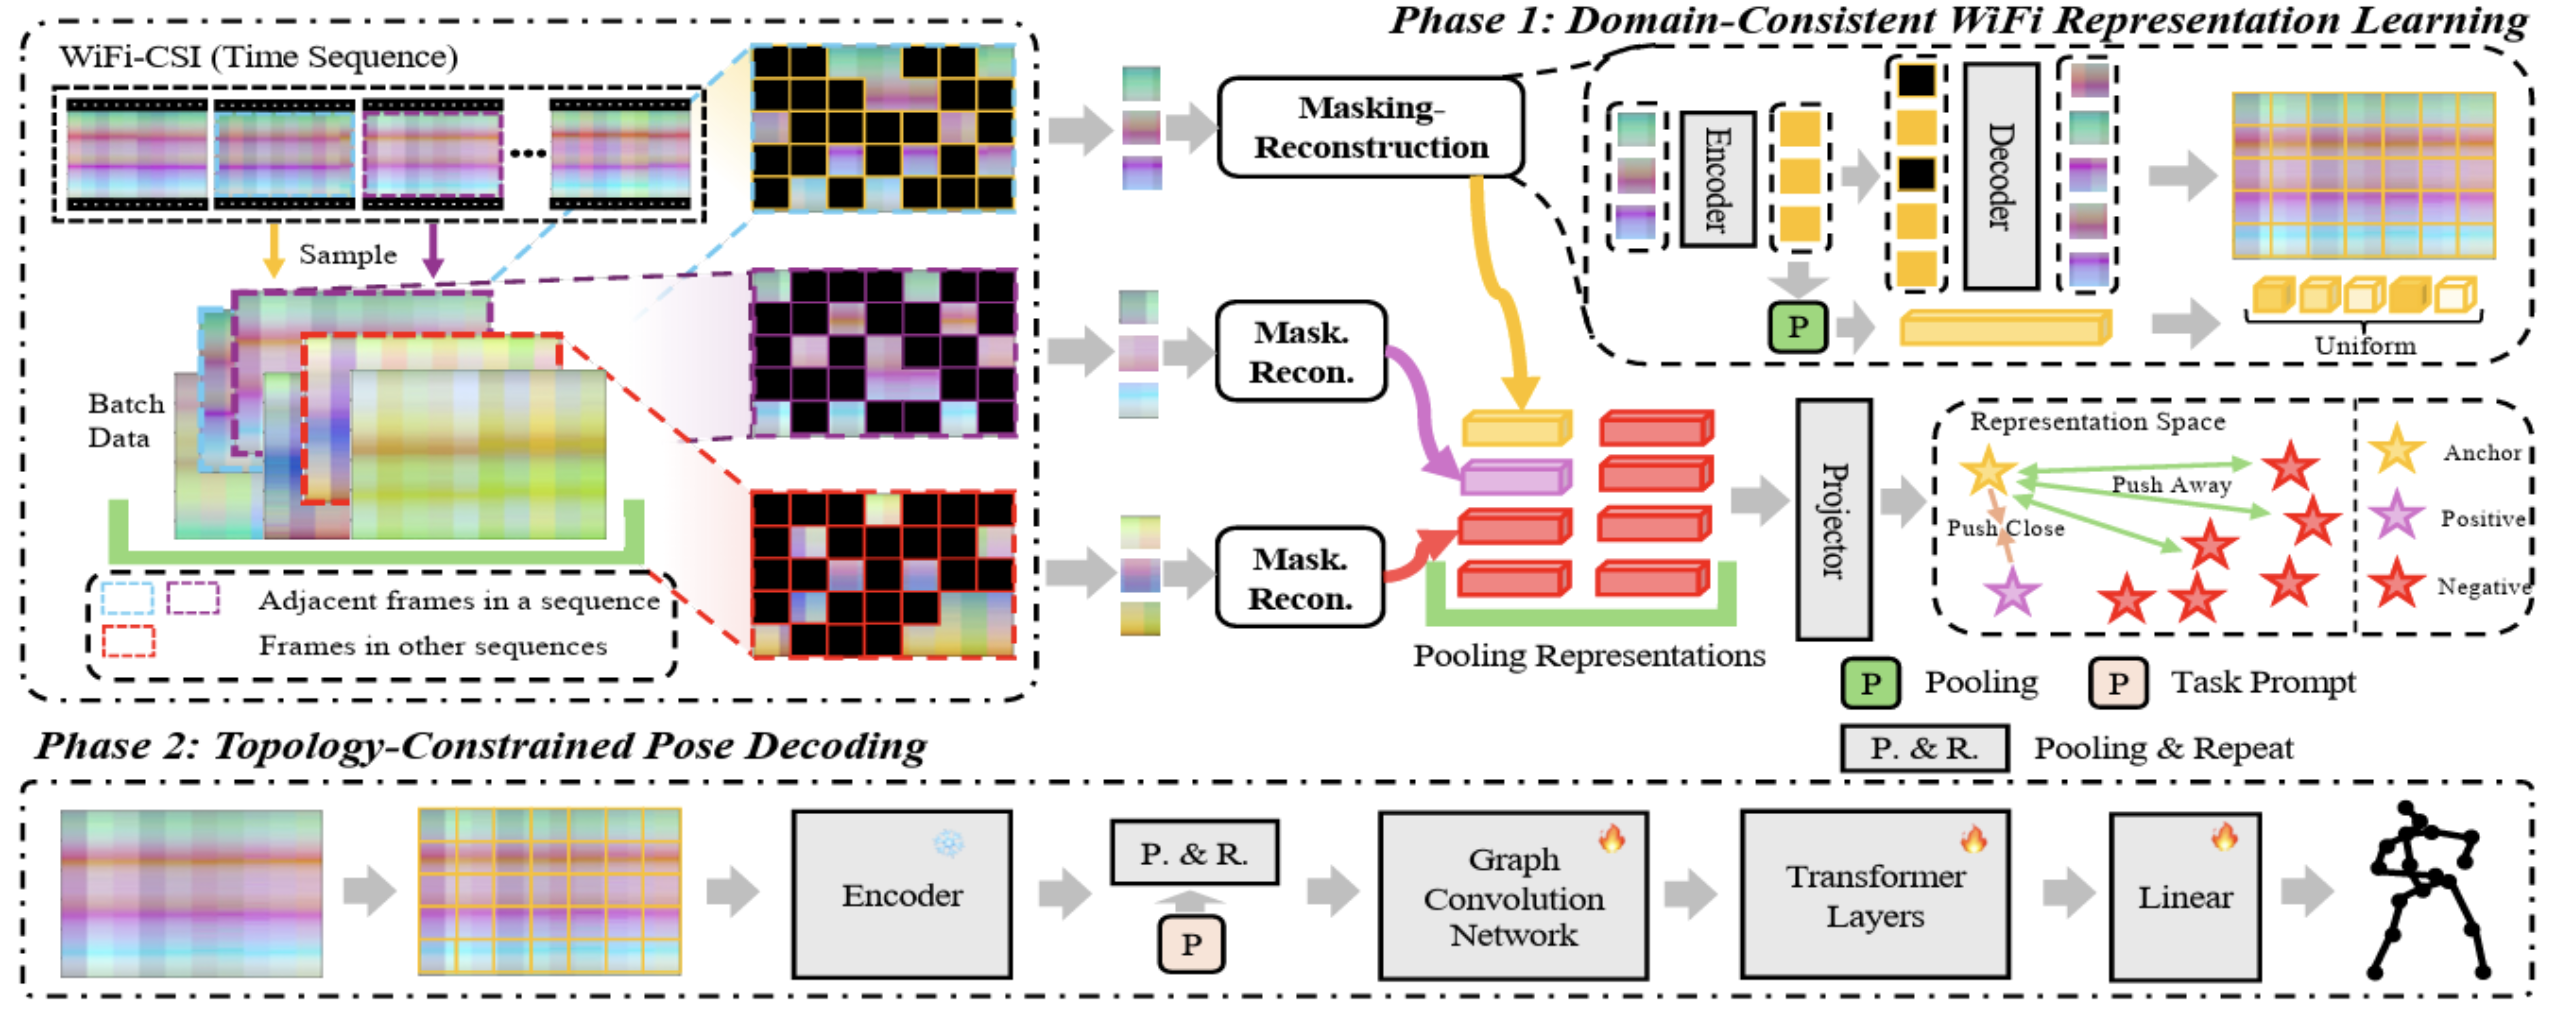 Phase 1: Domain-Consistent WiFi Representation Learning
WiFi-CSI (Time Sequence)
Sample
Batch
Data
Adjacent frames in a sequence
Frames in other sequences
Masking-
Reconstruction
Mask.
Recon.
Mask.
Recon.
Encoder
Decoder
P
Uniform
Pooling Representations
Projector
Representation Space
Push Away
Push Close
Anchor
Positive
Negative
P Pooling
P Task Prompt
P. & R. Pooling & Repeat
Phase 2: Topology-Constrained Pose Decoding
Encoder
P. & R.
P
Graph
Convolution
Network
Transformer
Layers
Linear